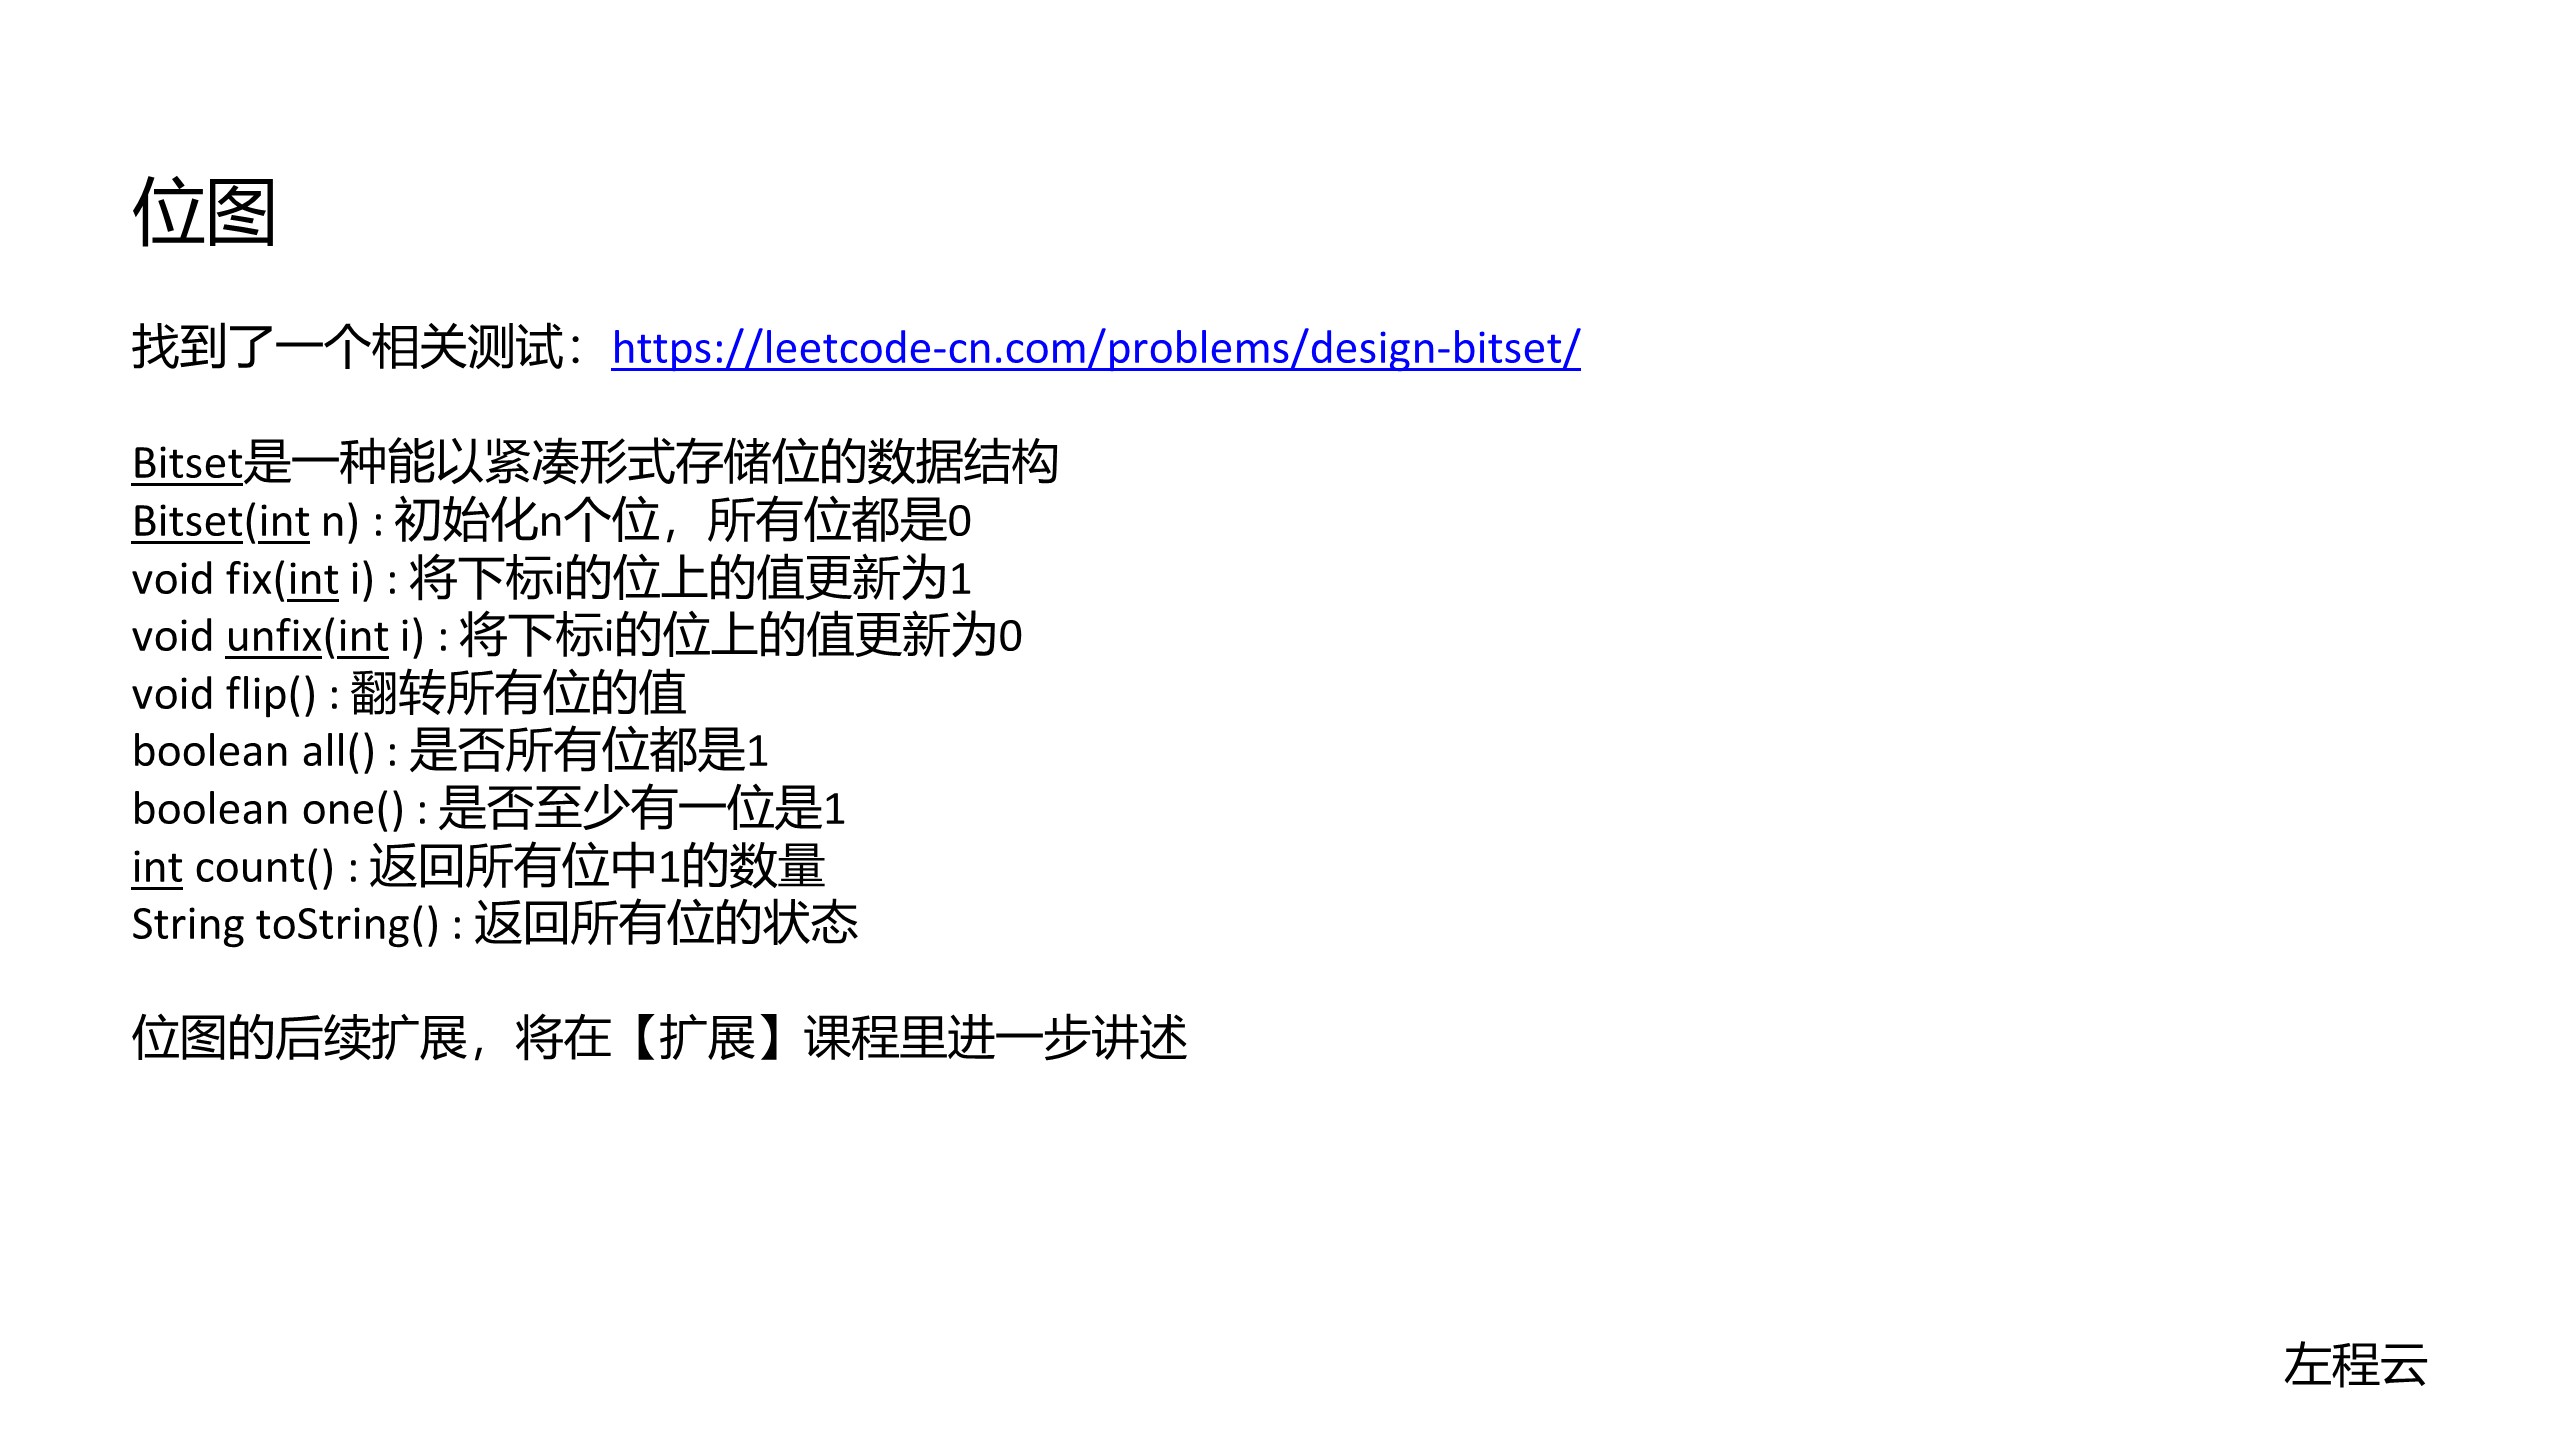 位图
找到了一个相关测试：https://leetcode-cn.com/problems/design-bitset/
Bitset是一种能以紧凑形式存储位的数据结构
Bitset(int n) : 初始化n个位，所有位都是0
void fix(int i) : 将下标i的位上的值更新为1
void unfix(int i) : 将下标i的位上的值更新为0
void flip() : 翻转所有位的值
boolean all() : 是否所有位都是1
boolean one() : 是否至少有一位是1
int count() : 返回所有位中1的数量
String toString() : 返回所有位的状态
位图的后续扩展，将在【扩展】课程里进一步讲述
左程云